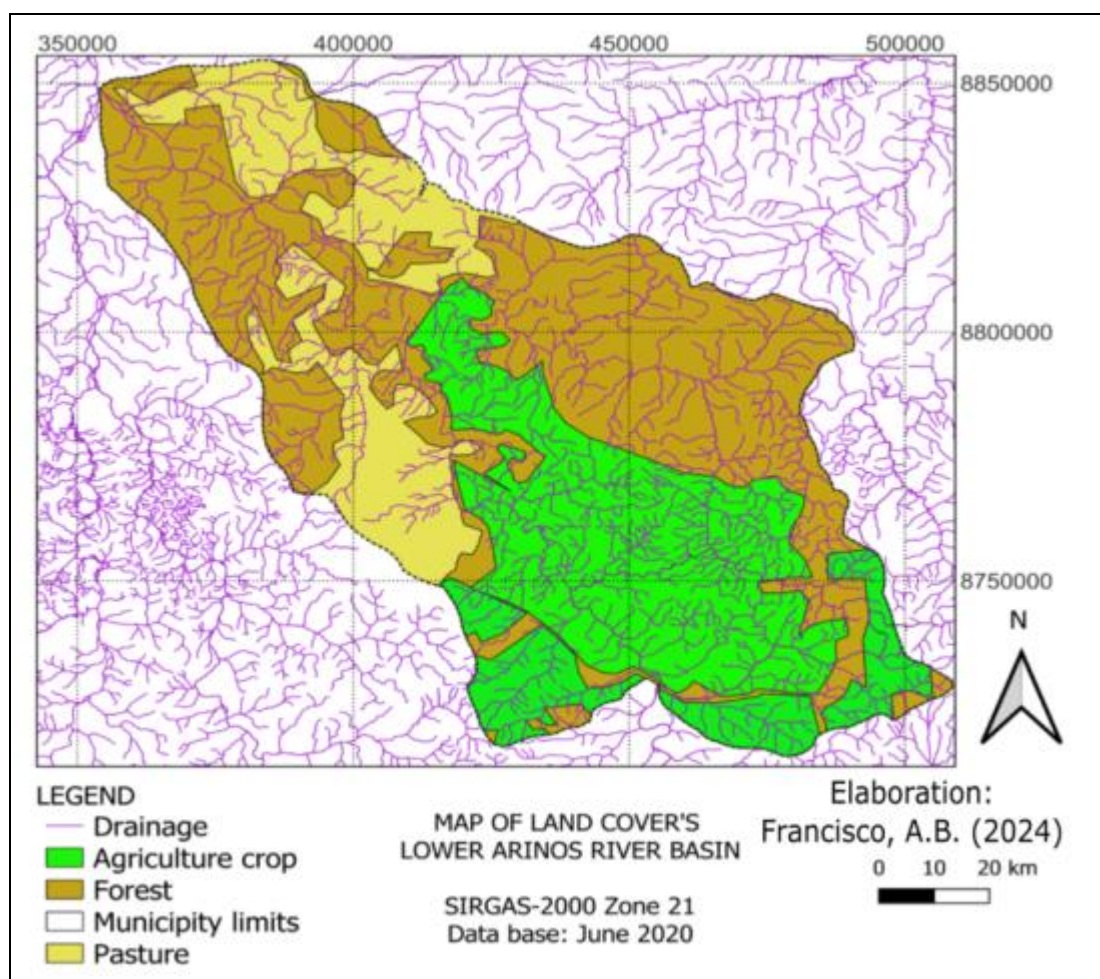 350000 400000 450000 500000
8850000
8800000
8750000
N
LEGEND
Drainage
Agriculture crop
Forest
Municipity limits
Pasture
MAP OF LAND COVER'S
LOWER ARINOS RIVER BASIN
SIRGAS-2000 Zone 21
Data base: June 2020
Elaboration:
Francisco, A.B. (2024)
0 10 20 km